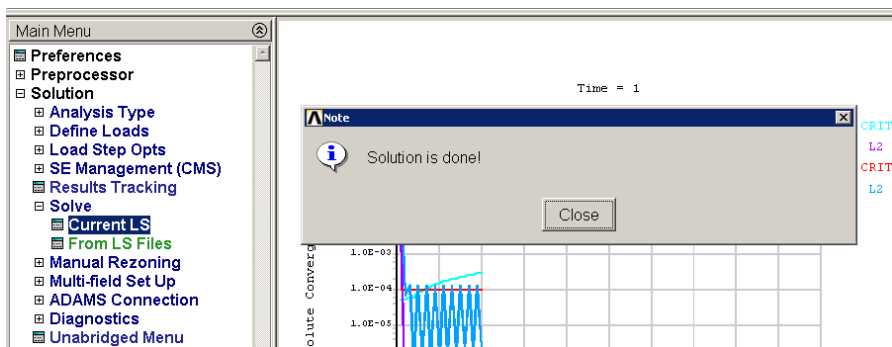 Main Menu
Preferences
Preprocessor
Solution
Analysis Type
Define Loads
Load Step Opts
SE Management (CMS)
Results Tracking
Solve
Current LS
From LS Files
Manual Rezoning
Multi-field Set Up
ADAMS Connection
Diagnostics
Unabridged Menu
Time = 1
Note
Solution is done!
Close
CRIT
L2
CRIT
L2
olute Converg
1.0E-03
1.0E-04
1.0E-05